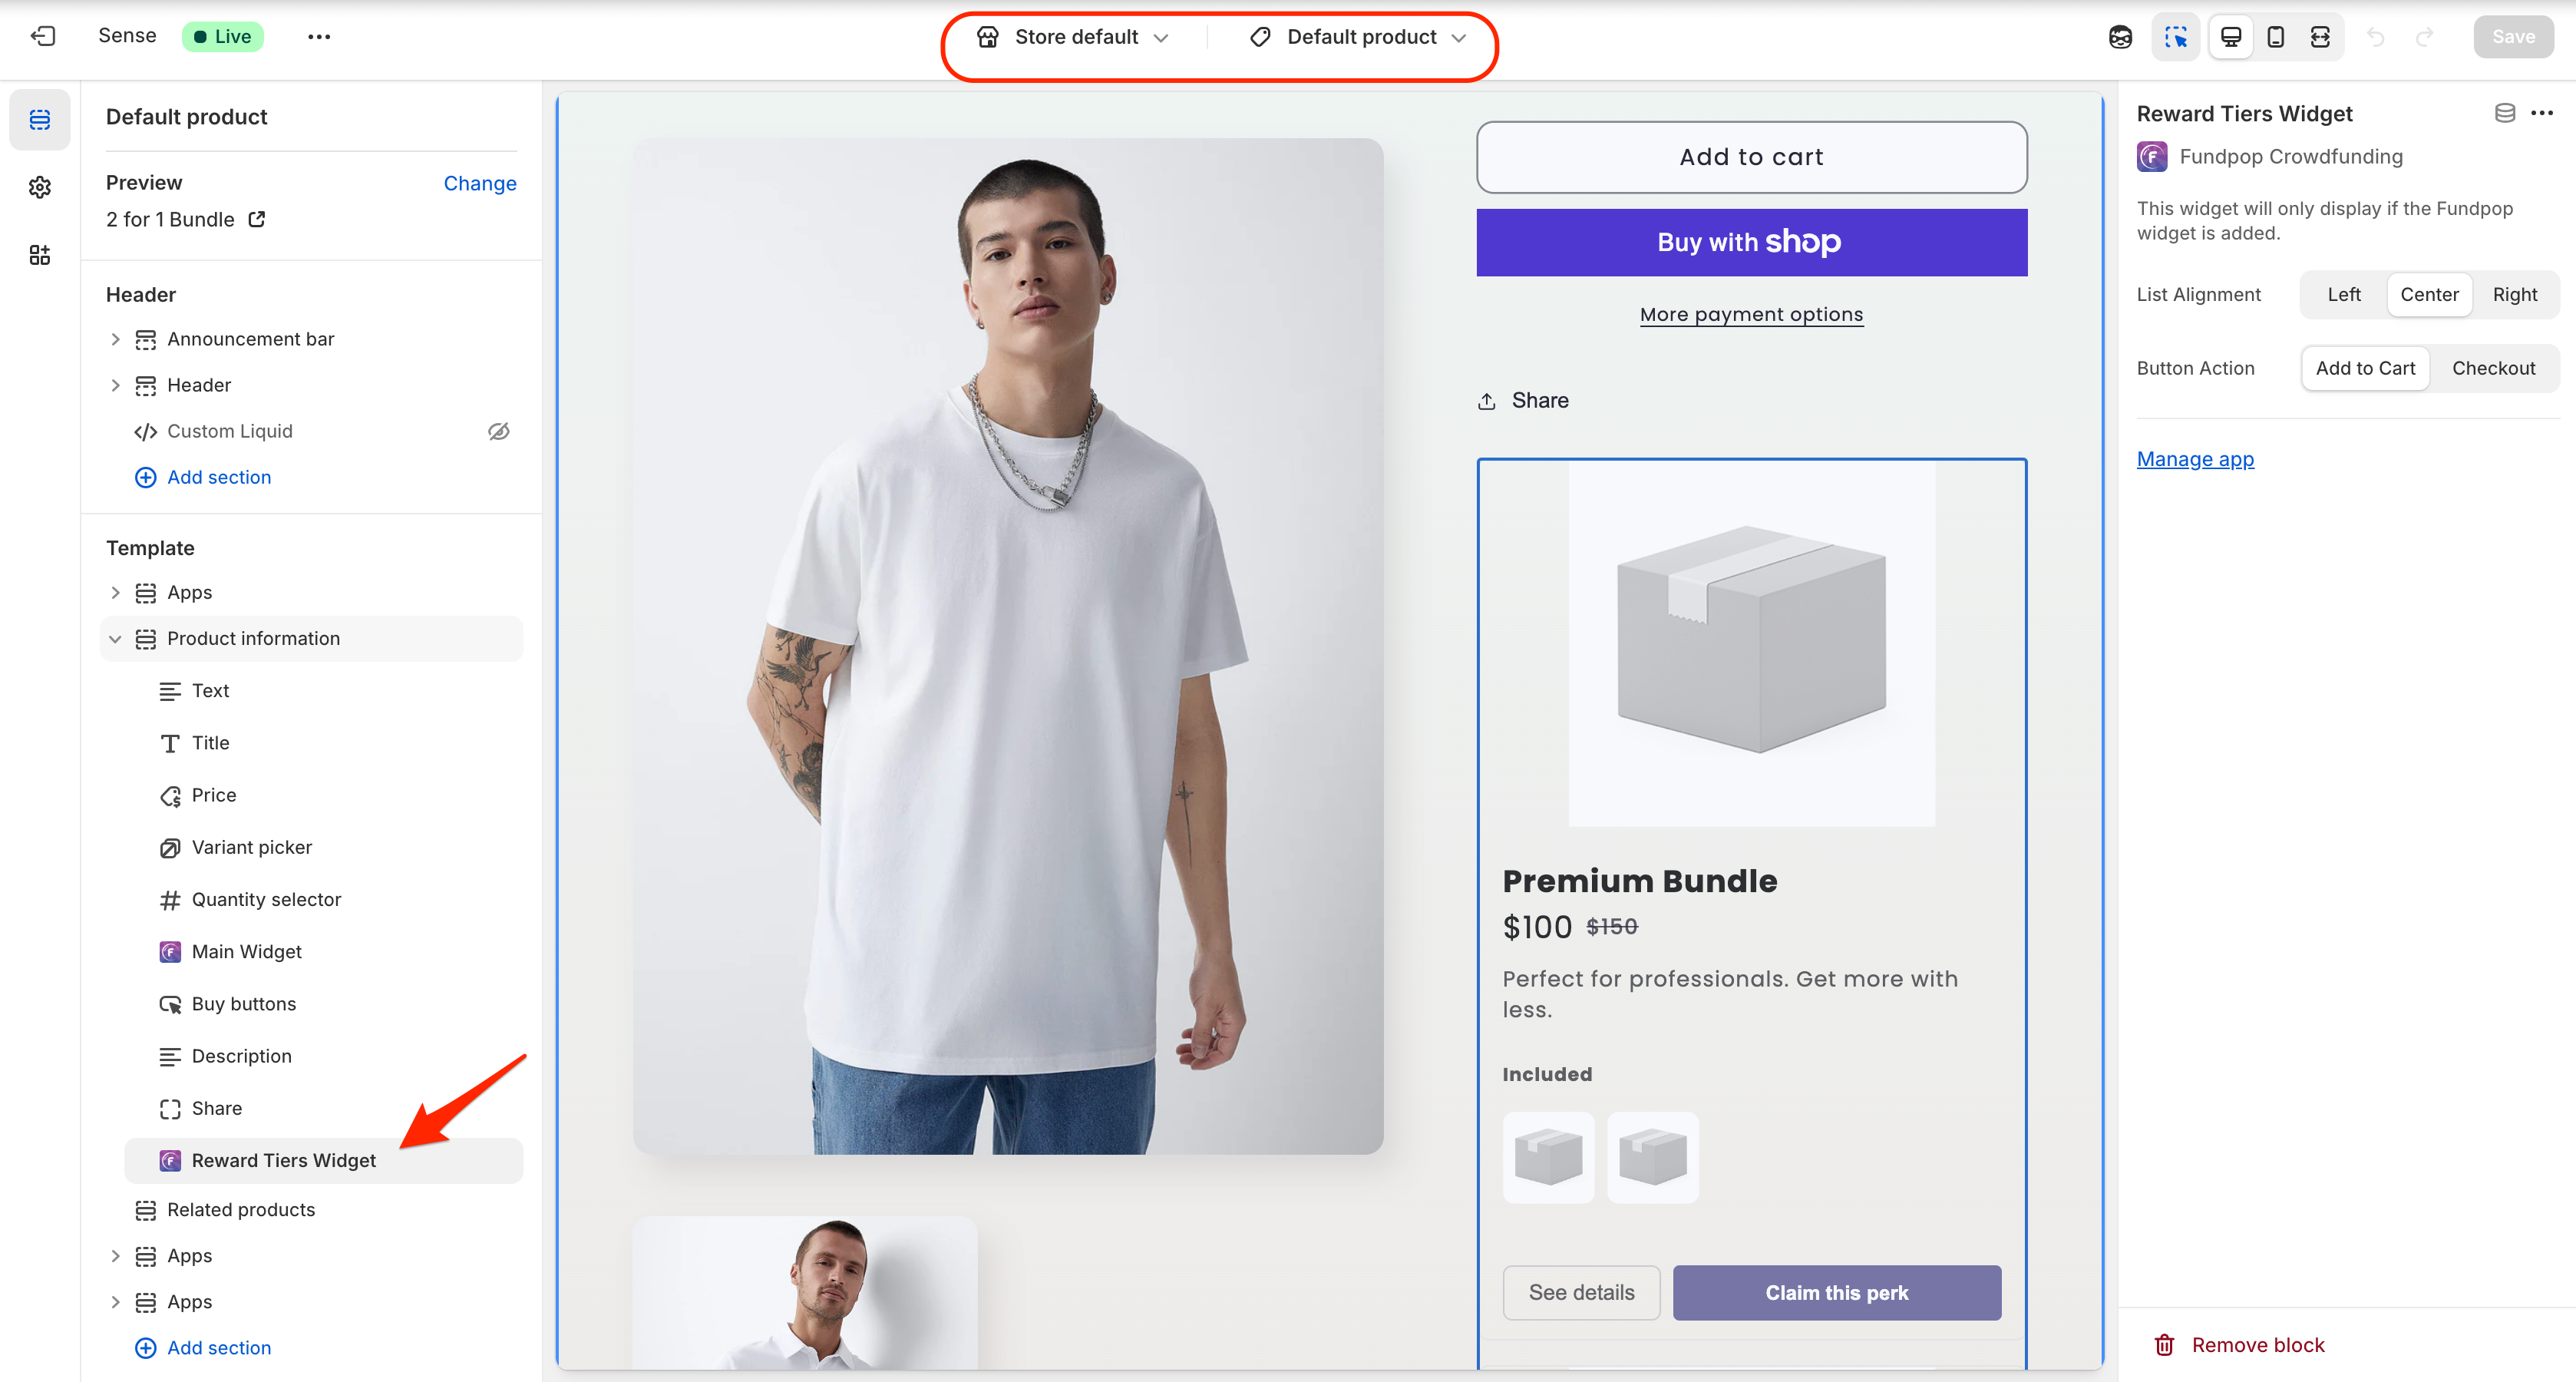 Sense
Live
Store default
Default product
Save
Default product
Preview
Change
2 for 1 Bundle
Header
Announcement bar
Header
Custom Liquid
Add section
Template
Apps
Product information
Text
Title
Price
Variant picker
Quantity selector
Main Widget
Buy buttons
Description
Share
Reward Tiers Widget
Related products
Apps
Apps
Add section
Add to cart
Buy with shop
More payment options
Share
Premium Bundle
$100 $150
Perfect for professionals. Get more with
less.
Included
See details
Claim this perk
Reward Tiers Widget
Fundpop Crowdfunding
This widget will only display if the Fundpop
widget is added.
List Alignment
Left
Center
Right
Button Action
Add to Cart
Checkout
Manage app
Remove block